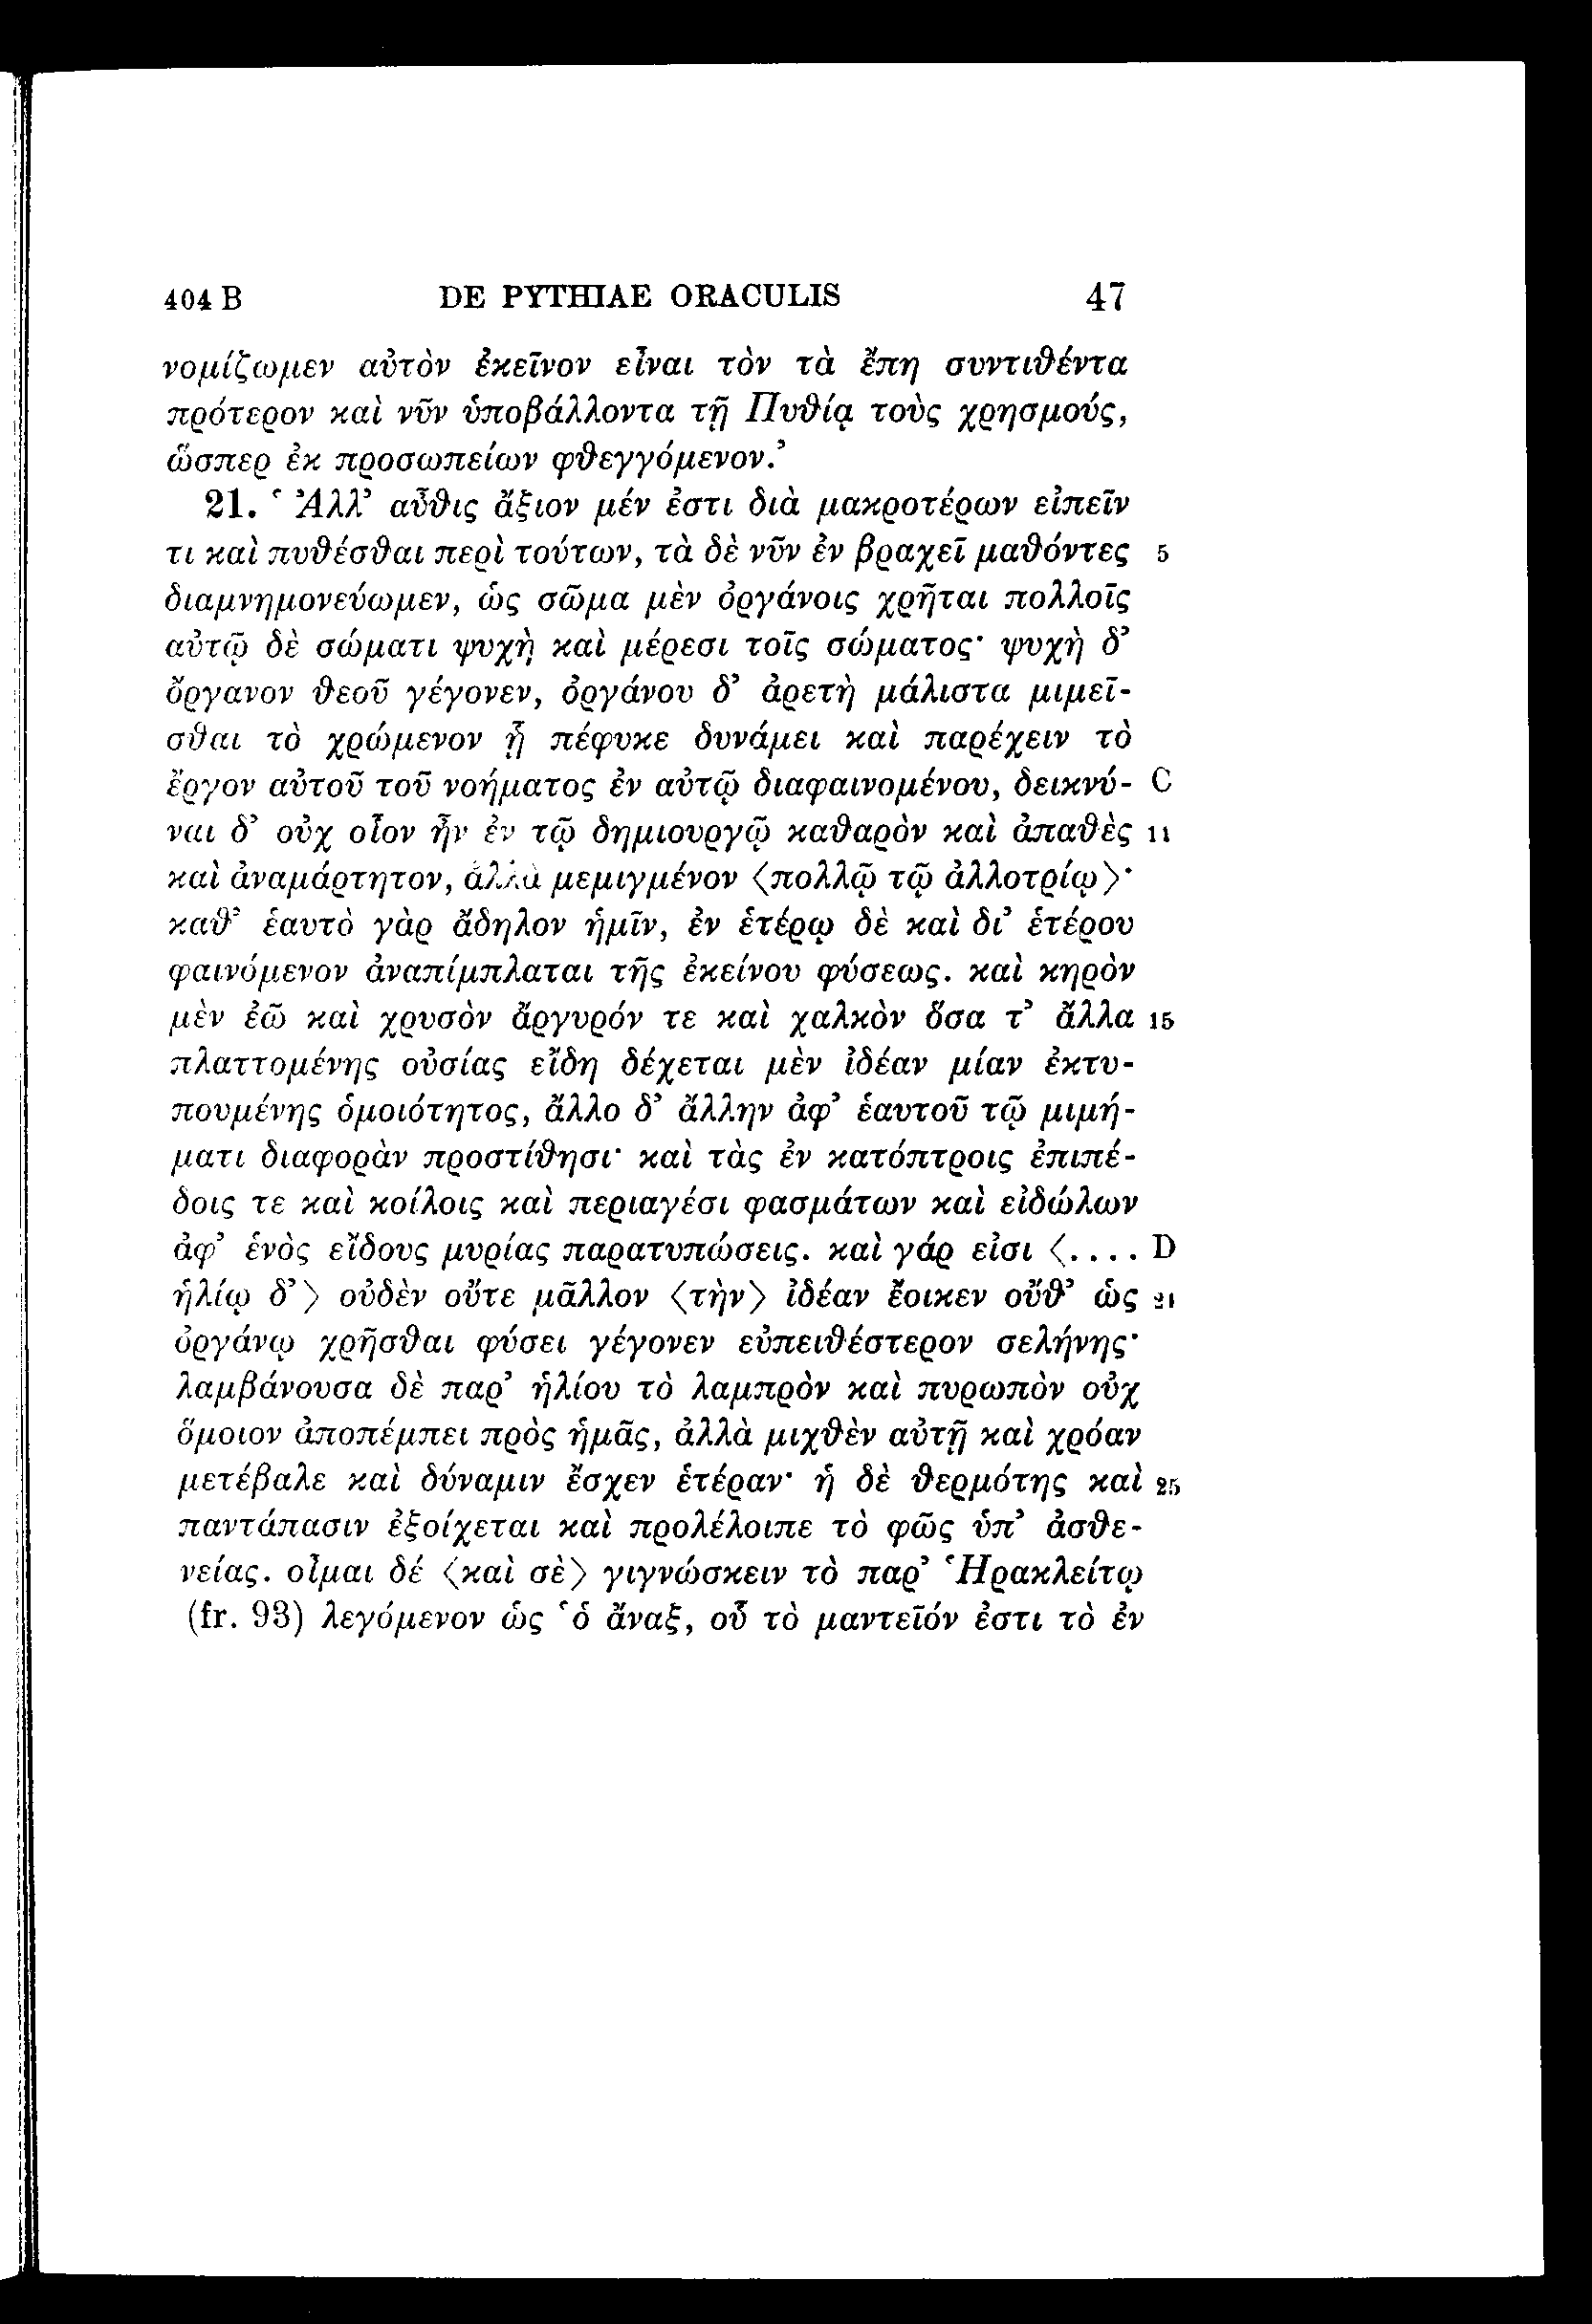 404 B DE PYTHIAE ORACULIS 47
νομίζωμεν αὐτὸν ἐκεῖνον εἶναι τὸν τὰ ἔπη συντιθέντα
πρότερον καὶ νῦν ὑποβάλλοντα τῇ Πυθίᾳ τοὺς χρησμούς,
ὥσπερ ἐκ προσωπείων φθεγγόμενον.’
21. ‘Ἀλλ’ αὖθις ἄξιον μέν ἐστι διὰ μακροτέρων εἰπεῖν
τι καὶ πυθέσθαι περὶ τούτων, τὰ δὲ νῦν ἐν βραχεῖ μαθόντες 5
διαμνημονεύωμεν, ὡς σῶμα μὲν ὀργάνοις χρῆται πολλοῖς
αὐτῷ δὲ σώματι ψυχὴ καὶ μέρεσι τοῖς σώματος· ψυχὴ δ’
ὄργανον θεοῦ γέγονεν, ὀργάνου δ’ ἀρετὴ μάλιστα μιμεῖ-
σθαι τὸ χρώμενον ᾗ πέφυκε δυνάμει καὶ παρέχειν τὸ
ἔργον αὐτοῦ τοῦ νοήματος ἐν αὐτῷ διαφαινομένου, δεικνύ- C
ναι δ’ οὐχ οἷον ἦν ἐν τῷ δημιουργῷ καθαρὸν καὶ ἀπαθὲς 11
καὶ ἀναμάρτητον, ἀλλὰ μεμιγμένον ⟨πολλῷ τῷ ἀλλοτρίῳ⟩·
καθ’ ἑαυτὸ γὰρ ἄδηλον ἡμῖν, ἐν ἑτέρῳ δὲ καὶ δι’ ἑτέρου
φαινόμενον ἀναπίμπλαται τῆς ἐκείνου φύσεως. καὶ κηρὸν
μὲν ἐῶ καὶ χρυσὸν ἄργυρόν τε καὶ χαλκὸν ὅσα τ’ ἄλλα 15
πλαττομένης οὐσίας εἴδη δέχεται μὲν ἰδέαν μίαν ἐκτυ-
πουμένης ὁμοιότητος, ἄλλο δ’ ἄλλην ἀφ’ ἑαυτοῦ τῷ μιμή-
ματι διαφορὰν προστίθησι· καὶ τὰς ἐν κατόπτροις ἐπιπέ-
δοις τε καὶ κοίλοις καὶ περιαγέσι φασμάτων καὶ εἰδώλων
ἀφ’ ἑνὸς εἴδους μυρίας παρατυπώσεις. καὶ γάρ εἰσι ⟨.... D
ἡλίῳ δ’⟩ οὐδὲν οὔτε μᾶλλον ⟨τὴν⟩ ἰδέαν ἔοικεν οὔθ’ ὡς 21
ὀργάνῳ χρῆσθαι φύσει γέγονεν εὐπειθέστερον σελήνης·
λαμβάνουσα δὲ παρ’ ἡλίου τὸ λαμπρὸν καὶ πυρωπὸν οὐχ
ὅμοιον ἀποπέμπει πρὸς ἡμᾶς, ἀλλὰ μιχθὲν αὐτῇ καὶ χρόαν
μετέβαλε καὶ δύναμιν ἔσχεν ἑτέραν· ἡ δὲ θερμότης καὶ 25
παντάπασιν ἐξοίχεται καὶ προλέλοιπε τὸ φῶς ὑπ’ ἀσθε-
νείας. οἶμαι δέ ⟨καὶ σὲ⟩ γιγνώσκειν τὸ παρ’ Ἡρακλείτῳ
(fr. 93) λεγόμενον ὡς ‘ὁ ἄναξ, οὗ τὸ μαντεῖόν ἐστι τὸ ἐν